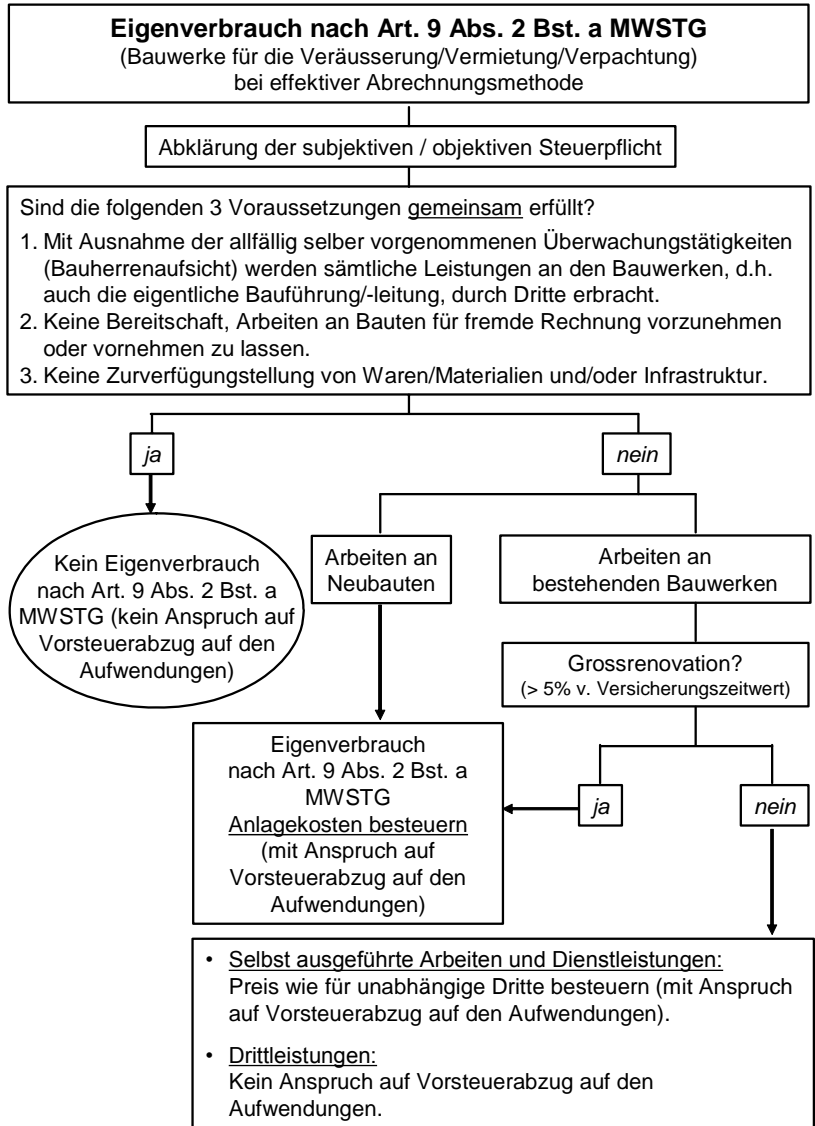 Eigenverbrauch nach Art. 9 Abs. 2 Bst. a MWSTG
(Bauwerke für die Veräusserung/Vermietung/Verpachtung)
bei effektiver Abrechnungsmethode
Abklärung der subjektiven / objektiven Steuerpflicht
Sind die folgenden 3 Voraussetzungen gemeinsam erfüllt?
1. Mit Ausnahme der allfällig selber vorgenommenen Überwachungstätigkeiten
(Bauherrenaufsicht) werden sämtliche Leistungen an den Bauwerken, d.h.
auch die eigentliche Bauführung/-leitung, durch Dritte erbracht.
2. Keine Bereitschaft, Arbeiten an Bauten für fremde Rechnung vorzunehmen
oder vornehmen zu lassen.
3. Keine Zurverfügungstellung von Waren/Materialien und/oder Infrastruktur.
ja
nein
Kein Eigenverbrauch
nach Art. 9 Abs. 2 Bst. a
MWSTG (kein Anspruch auf
Vorsteuerabzug auf den
Aufwendungen)
Arbeiten an
Neubauten
Arbeiten an
bestehenden Bauwerken
Grossrenovation?
(> 5% v. Versicherungszeitwert)
Eigenverbrauch
nach Art. 9 Abs. 2 Bst. a
MWSTG
Anlagekosten besteuern
(mit Anspruch auf
Vorsteuerabzug auf den
Aufwendungen)
ja
nein
• Selbst ausgeführte Arbeiten und Dienstleistungen:
Preis wie für unabhängige Dritte besteuern (mit Anspruch
auf Vorsteuerabzug auf den Aufwendungen).
• Drittleistungen:
Kein Anspruch auf Vorsteuerabzug auf den
Aufwendungen.